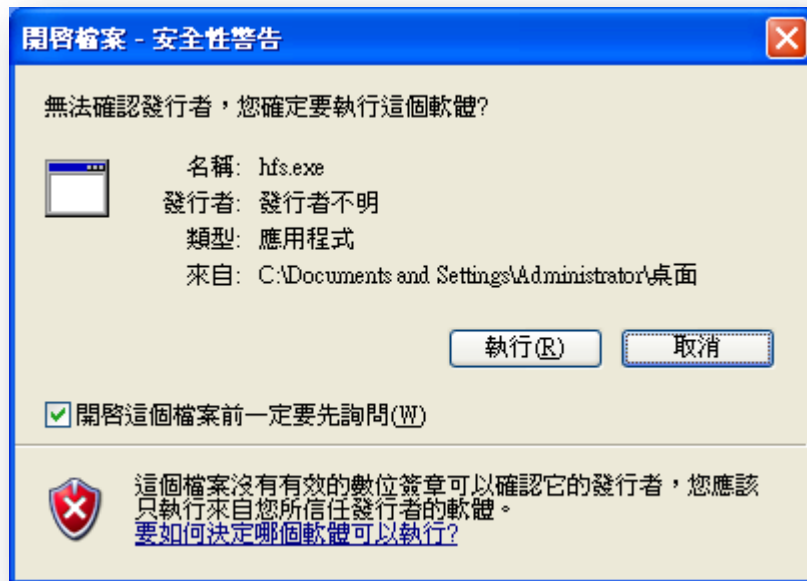 開啓檔案 - 安全性警告
無法確認發行者，您確定要執行這個軟體?
名稱: hfs.exe
發行者: 發行者不明
類型: 應用程式
來自: C:\Documents and Settings\Administrator\桌面
執行(R) 取消
開啓這個檔案前一定要先詢問(W)
這個檔案沒有有效的數位簽章可以確認它的發行者，您應該
只執行來自您所信任發行者的軟體。
要如何決定哪個軟體可以執行?